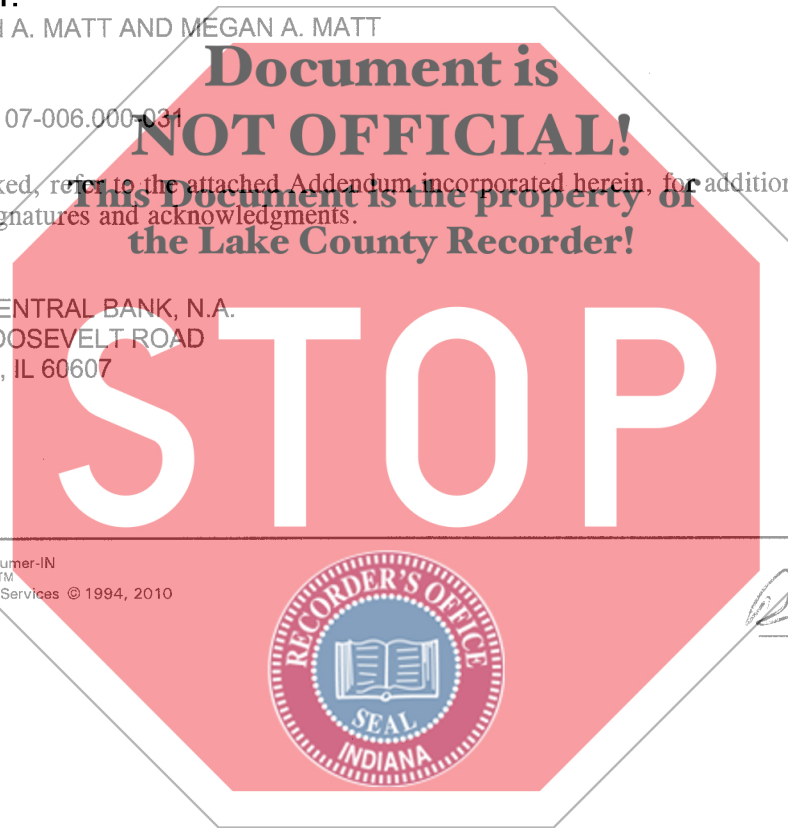 A. MATT AND MEGAN A. MATT
Document is
07-006.000-031
NOT OFFICIAL!
ked, refer to the attached Addendum incorporated herein, for addition
This Document is the property of
gnatures and acknowledgments.
the Lake County Recorder!
ENTRAL BANK, N.A.
OOSEVELT ROAD
, IL 60607
STOP
umer-IN
TM
Services © 1994, 2010
RECORDER'S OFFICE
SEAL
INDIANA